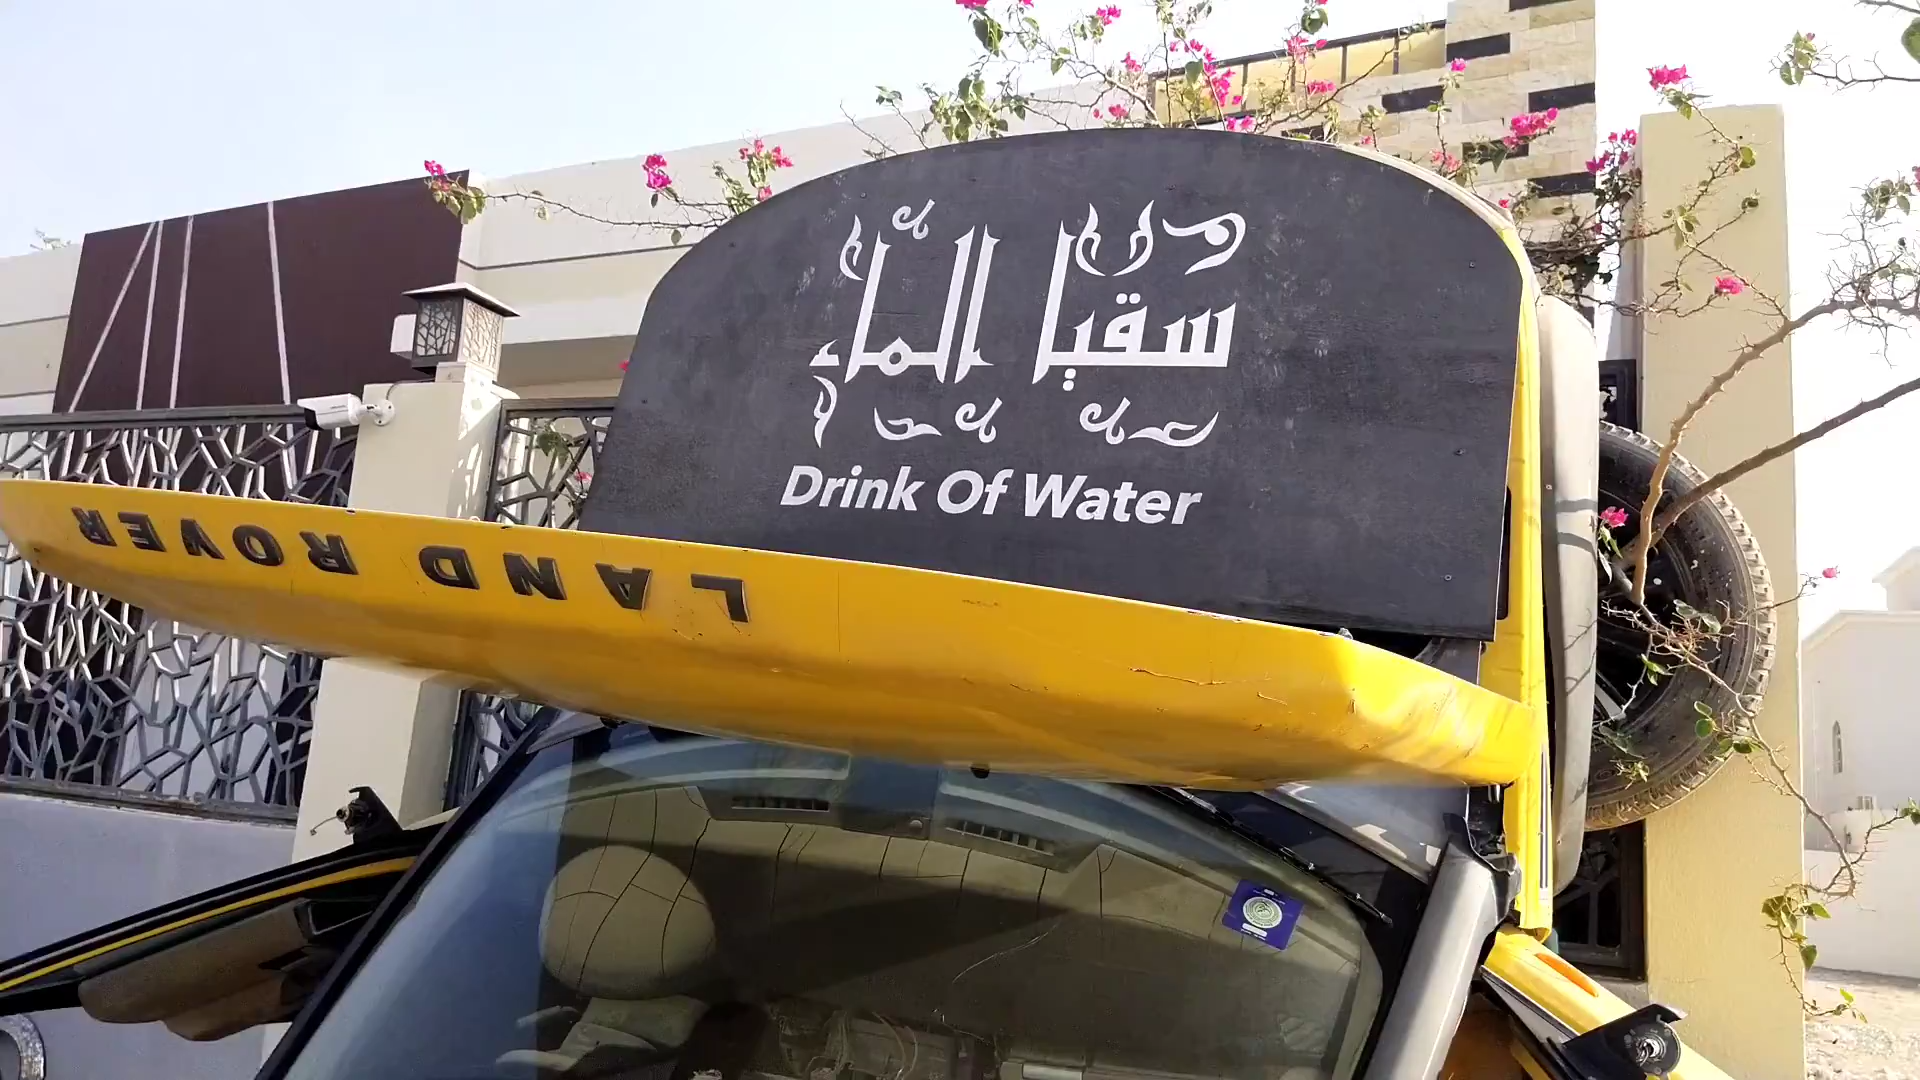 سقيا الماء
Drink Of Water
LAND ROVER